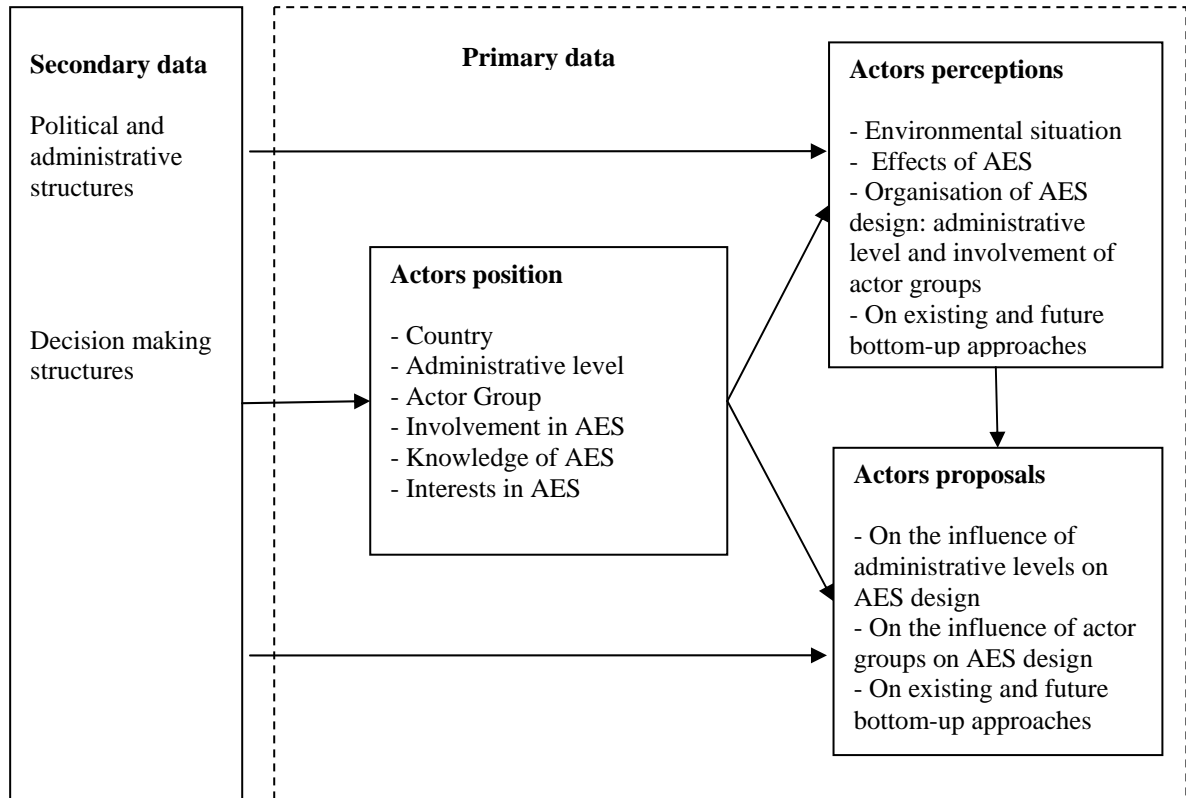 Secondary data
Political and
administrative
structures
Decision making
structures
Primary data
Actors position
- Country
- Administrative level
- Actor Group
- Involvement in AES
- Knowledge of AES
- Interests in AES
Actors perceptions
- Environmental situation
-  Effects of AES
- Organisation of AES
design: administrative
level and involvement of
actor groups
- On existing and future
bottom-up approaches
Actors proposals
- On the influence of
administrative levels on
AES design
- On the influence of actor
groups on AES design
- On existing and future
bottom-up approaches